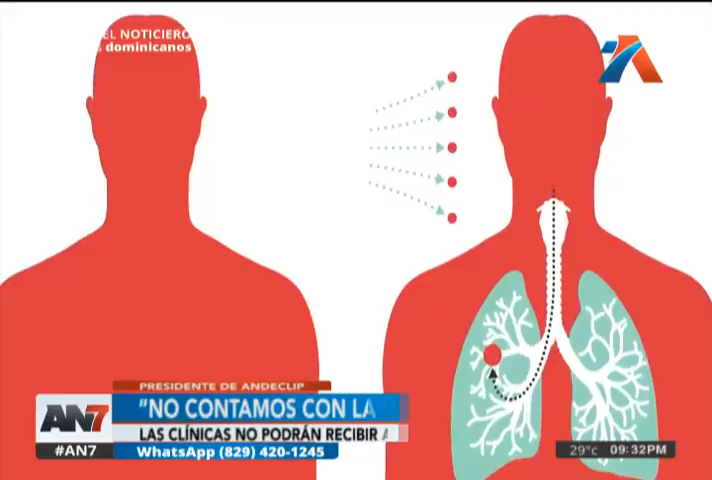 EL NOTICIERO
dominicanos
PRESIDENTE DE ANDECLIP
"NO CONTAMOS CON LA
AN7
LAS CLÍNICAS NO PODRÁN RECIBIR
#AN7
WhatsApp (829) 420-1245
29°c 09:32PM